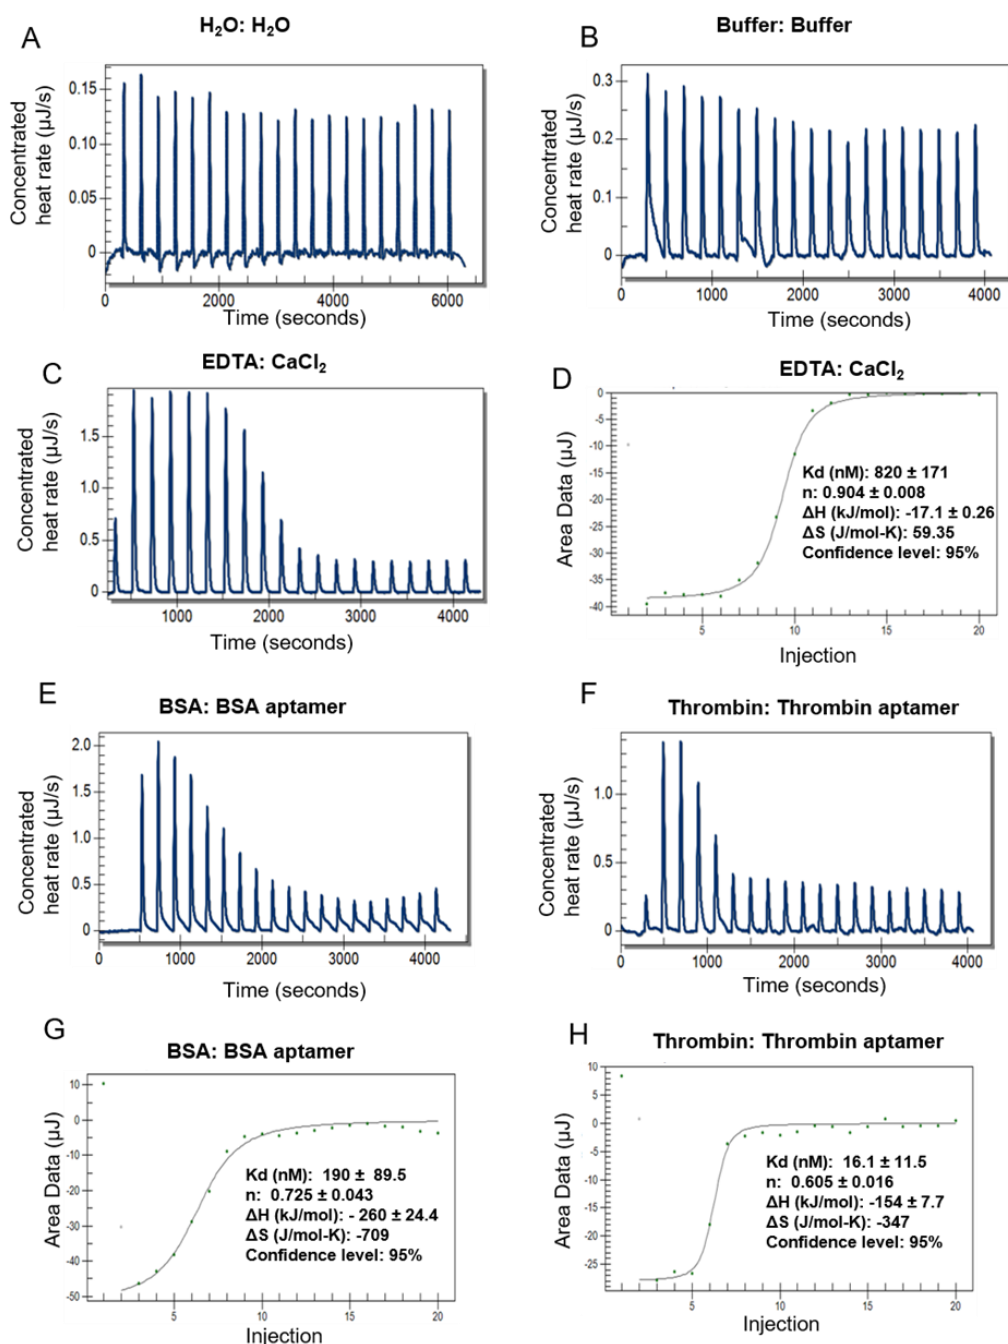 A
H₂O: H₂O
Concentrated
heat rate (µJ/s)
0.15
0.10
0.05
0
0 2000 4000 6000
Time (seconds)
B
Buffer: Buffer
Concentrated
heat rate (µJ/s)
0.3
0.2
0.1
0
0 1000 2000 3000 4000
Time (seconds)
C
EDTA: CaCl₂
Concentrated
heat rate (µJ/s)
1.5
1.0
0.5
0
1000 2000 3000 4000
Time (seconds)
D
EDTA: CaCl₂
Area Data (µJ)
0
-5
-10
-15
-20
-25
-30
-35
-40
Kd (nM): 820 ± 171
n: 0.904 ± 0.008
ΔH (kJ/mol): -17.1 ± 0.26
ΔS (J/mol-K): 59.35
Confidence level: 95%
5 10 15 20
Injection
E
BSA: BSA aptamer
Concentrated
heat rate (µJ/s)
2.0
1.5
1.0
0.5
0
0 1000 2000 3000 4000
Time (seconds)
F
Thrombin: Thrombin aptamer
Concentrated
heat rate (µJ/s)
1.0
0.5
0
0 1000 2000 3000 4000
Time (seconds)
G
BSA: BSA aptamer
Area Data (µJ)
10
0
-10
-20
-30
-40
-50
Kd (nM): 190 ± 89.5
n: 0.725 ± 0.043
ΔH (kJ/mol): - 260 ± 24.4
ΔS (J/mol-K): -709
Confidence level: 95%
5 10 15 20
Injection
H
Thrombin: Thrombin aptamer
Area Data (µJ)
10
5
0
-5
-10
-15
-20
-25
Kd (nM): 16.1 ± 11.5
n: 0.605 ± 0.016
ΔH (kJ/mol): -154 ± 7.7
ΔS (J/mol-K): -347
Confidence level: 95%
5 10 15 20
Injection